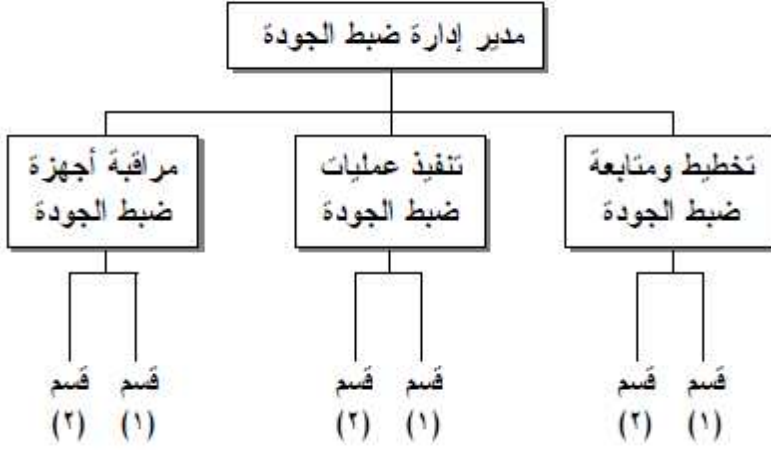 مدير إدارة ضبط الجودة
تخطيط ومتابعة
ضبط الجودة
تنفيذ عمليات
ضبط الجودة
مراقبة أجهزة
ضبط الجودة
قسم
(١)
قسم
(٢)
قسم
(١)
قسم
(٢)
قسم
(١)
قسم
(٢)